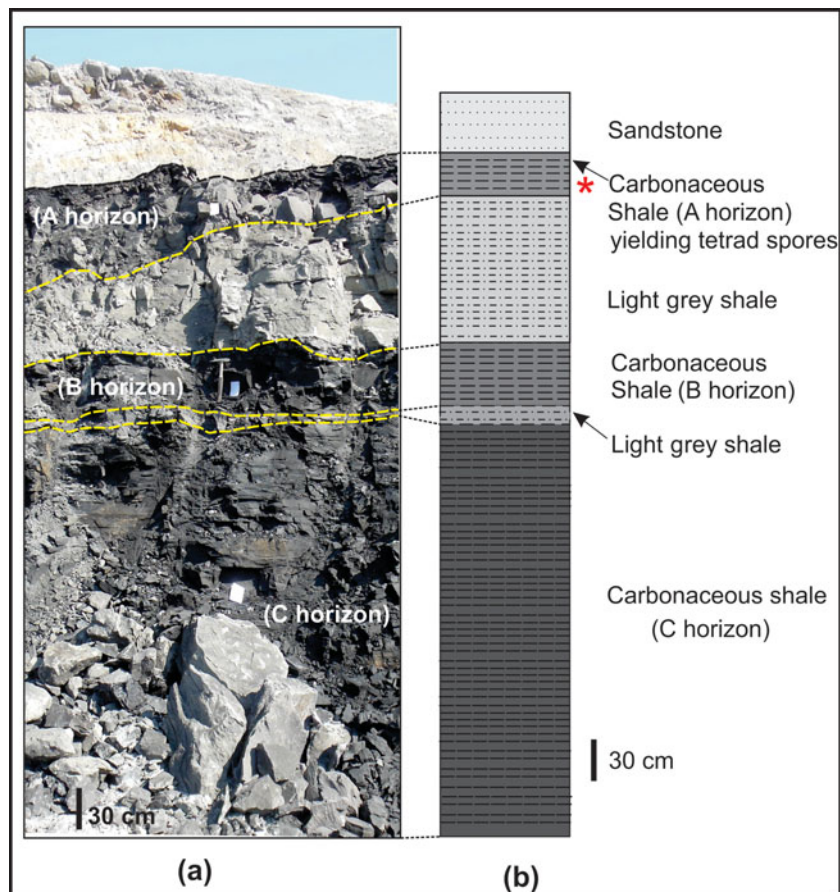 (A horizon)
(B horizon)
(C horizon)
30 cm
(a)
Sandstone
*
Carbonaceous
Shale (A horizon)
yielding tetrad spores
Light grey shale
Carbonaceous
Shale (B horizon)
Light grey shale
Carbonaceous shale
(C horizon)
30 cm
(b)